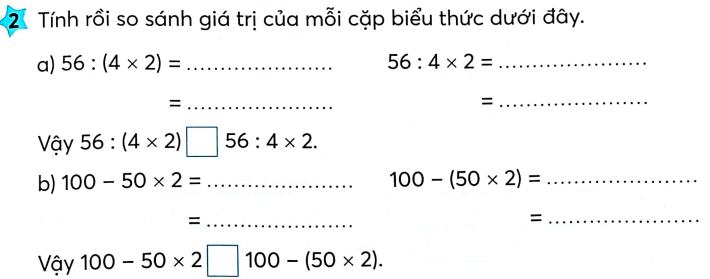 2 Tính rồi so sánh giá trị của mỗi cặp biểu thức dưới đây.
a) 56 : (4 × 2) = ........................ 56 : 4 × 2 = ........................
= ........................ = ........................
Vậy 56 : (4 × 2) □ 56 : 4 × 2.
b) 100 – 50 × 2 = ........................ 100 – (50 × 2) = ........................
= ........................ = ........................
Vậy 100 – 50 × 2 □ 100 – (50 × 2).